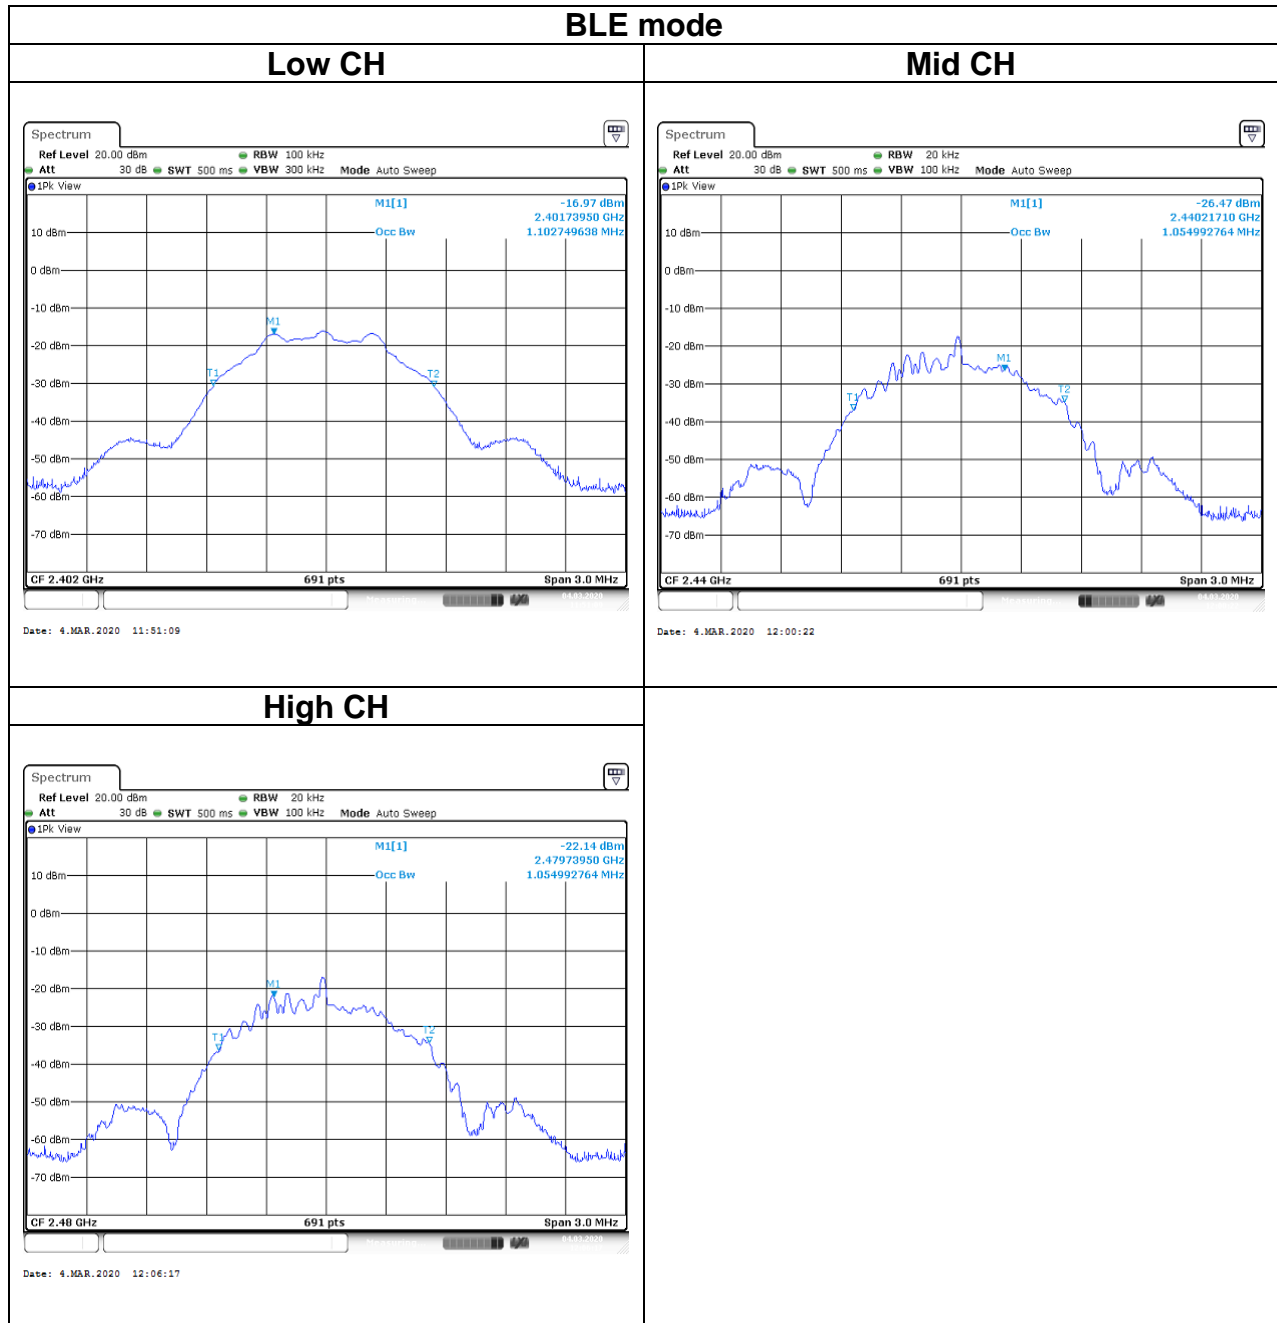 BLE mode
Low CH
Mid CH
Spectrum
Ref Level 20.00 dBm RBW 100 kHz
Att 30 dB SWT 500 ms VBW 300 kHz Mode Auto Sweep
1Pk View
M1[1] -16.97 dBm
2.40173950 GHz
Occ Bw 1.102749638 MHz
10 dBm
0 dBm
-10 dBm
M1
-20 dBm
T1 T2
-30 dBm
-40 dBm
-50 dBm
-60 dBm
-70 dBm
CF 2.402 GHz 691 pts Span 3.0 MHz
Measuring 04.03.2020
Date: 4.MAR.2020 11:51:09
Spectrum
Ref Level 20.00 dBm RBW 20 kHz
Att 30 dB SWT 500 ms VBW 100 kHz Mode Auto Sweep
1Pk View
M1[1] -26.47 dBm
2.44021710 GHz
Occ Bw 1.054992764 MHz
10 dBm
0 dBm
-10 dBm
-20 dBm
M1
-30 dBm
T1 T2
-40 dBm
-50 dBm
-60 dBm
-70 dBm
CF 2.44 GHz 691 pts Span 3.0 MHz
Measuring 04.03.2020
Date: 4.MAR.2020 12:00:22
High CH
Spectrum
Ref Level 20.00 dBm RBW 20 kHz
Att 30 dB SWT 500 ms VBW 100 kHz Mode Auto Sweep
1Pk View
M1[1] -22.14 dBm
2.47973950 GHz
Occ Bw 1.054992764 MHz
10 dBm
0 dBm
-10 dBm
M1
-20 dBm
-30 dBm
T1 T2
-40 dBm
-50 dBm
-60 dBm
-70 dBm
CF 2.48 GHz 691 pts Span 3.0 MHz
Measuring 04.03.2020
Date: 4.MAR.2020 12:06:17